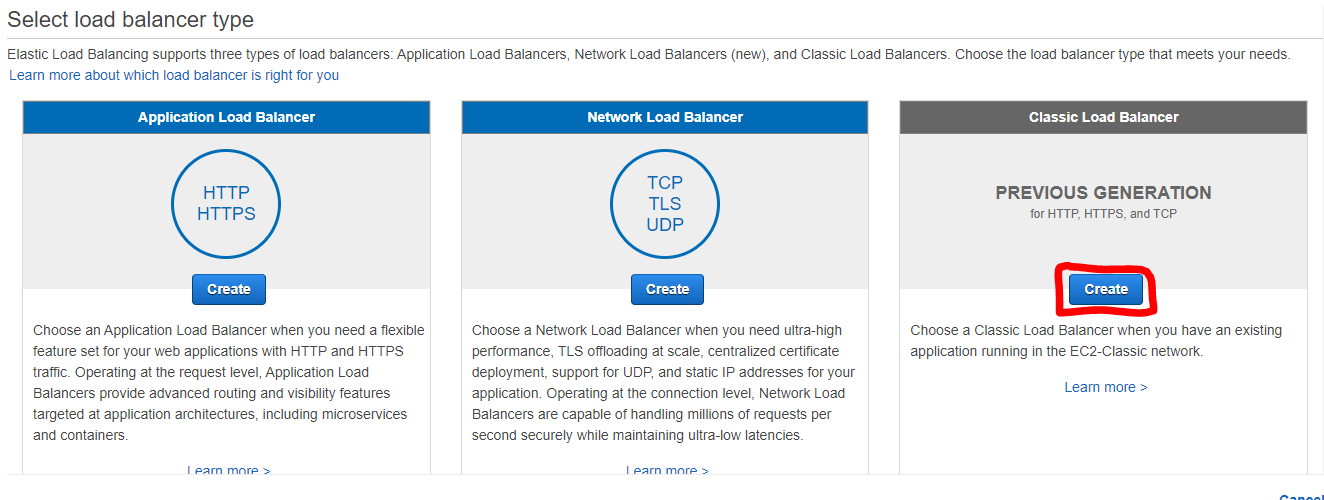 Select load balancer type
Elastic Load Balancing supports three types of load balancers: Application Load Balancers, Network Load Balancers (new), and Classic Load Balancers. Choose the load balancer type that meets your needs.
Learn more about which load balancer is right for you
Application Load Balancer
HTTP
HTTPS
Create
Choose an Application Load Balancer when you need a flexible
feature set for your web applications with HTTP and HTTPS
traffic. Operating at the request level, Application Load
Balancers provide advanced routing and visibility features
targeted at application architectures, including microservices
and containers.
Learn more >
Network Load Balancer
TCP
TLS
UDP
Create
Choose a Network Load Balancer when you need ultra-high
performance, TLS offloading at scale, centralized certificate
deployment, support for UDP, and static IP addresses for your
application. Operating at the connection level, Network Load
Balancers are capable of handling millions of requests per
second securely while maintaining ultra-low latencies.
Learn more >
Classic Load Balancer
PREVIOUS GENERATION
for HTTP, HTTPS, and TCP
Create
Choose a Classic Load Balancer when you have an existing
application running in the EC2-Classic network.
Learn more >
Cancel